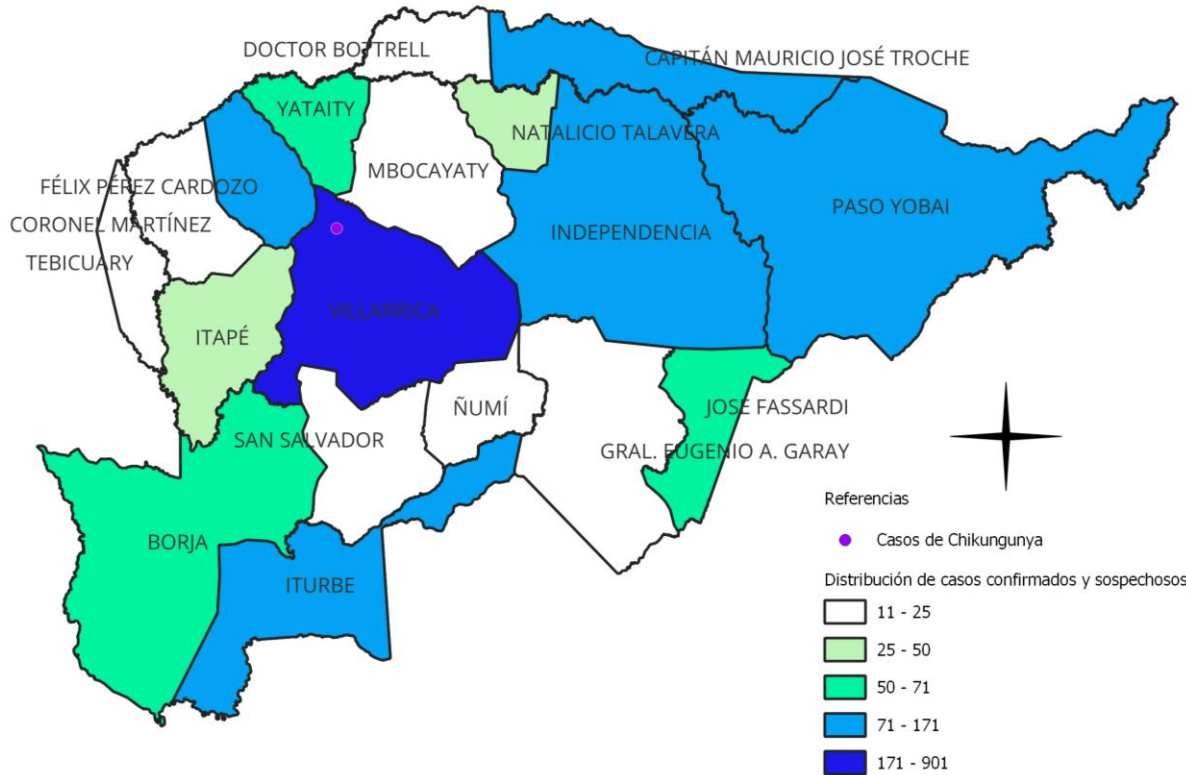 DOCTOR BOTTRELL
CAPITÁN MAURICIO JOSÉ TROCHE
YATAITY
NATALICIO TALAVERA
MBOCAYATY
FÉLIX PÉREZ CARDOZO
PASO YOBAI
CORONEL MARTÍNEZ
INDEPENDENCIA
TEBICUARY
VILLARRICA
ITAPÉ
ÑUMÍ
JOSE FASSARDI
SAN SALVADOR
GRAL. EUGENIO A. GARAY
BORJA
ITURBE
Referencias
Casos de Chikungunya
Distribución de casos confirmados y sospechosos
11 - 25
25 - 50
50 - 71
71 - 171
171 - 901